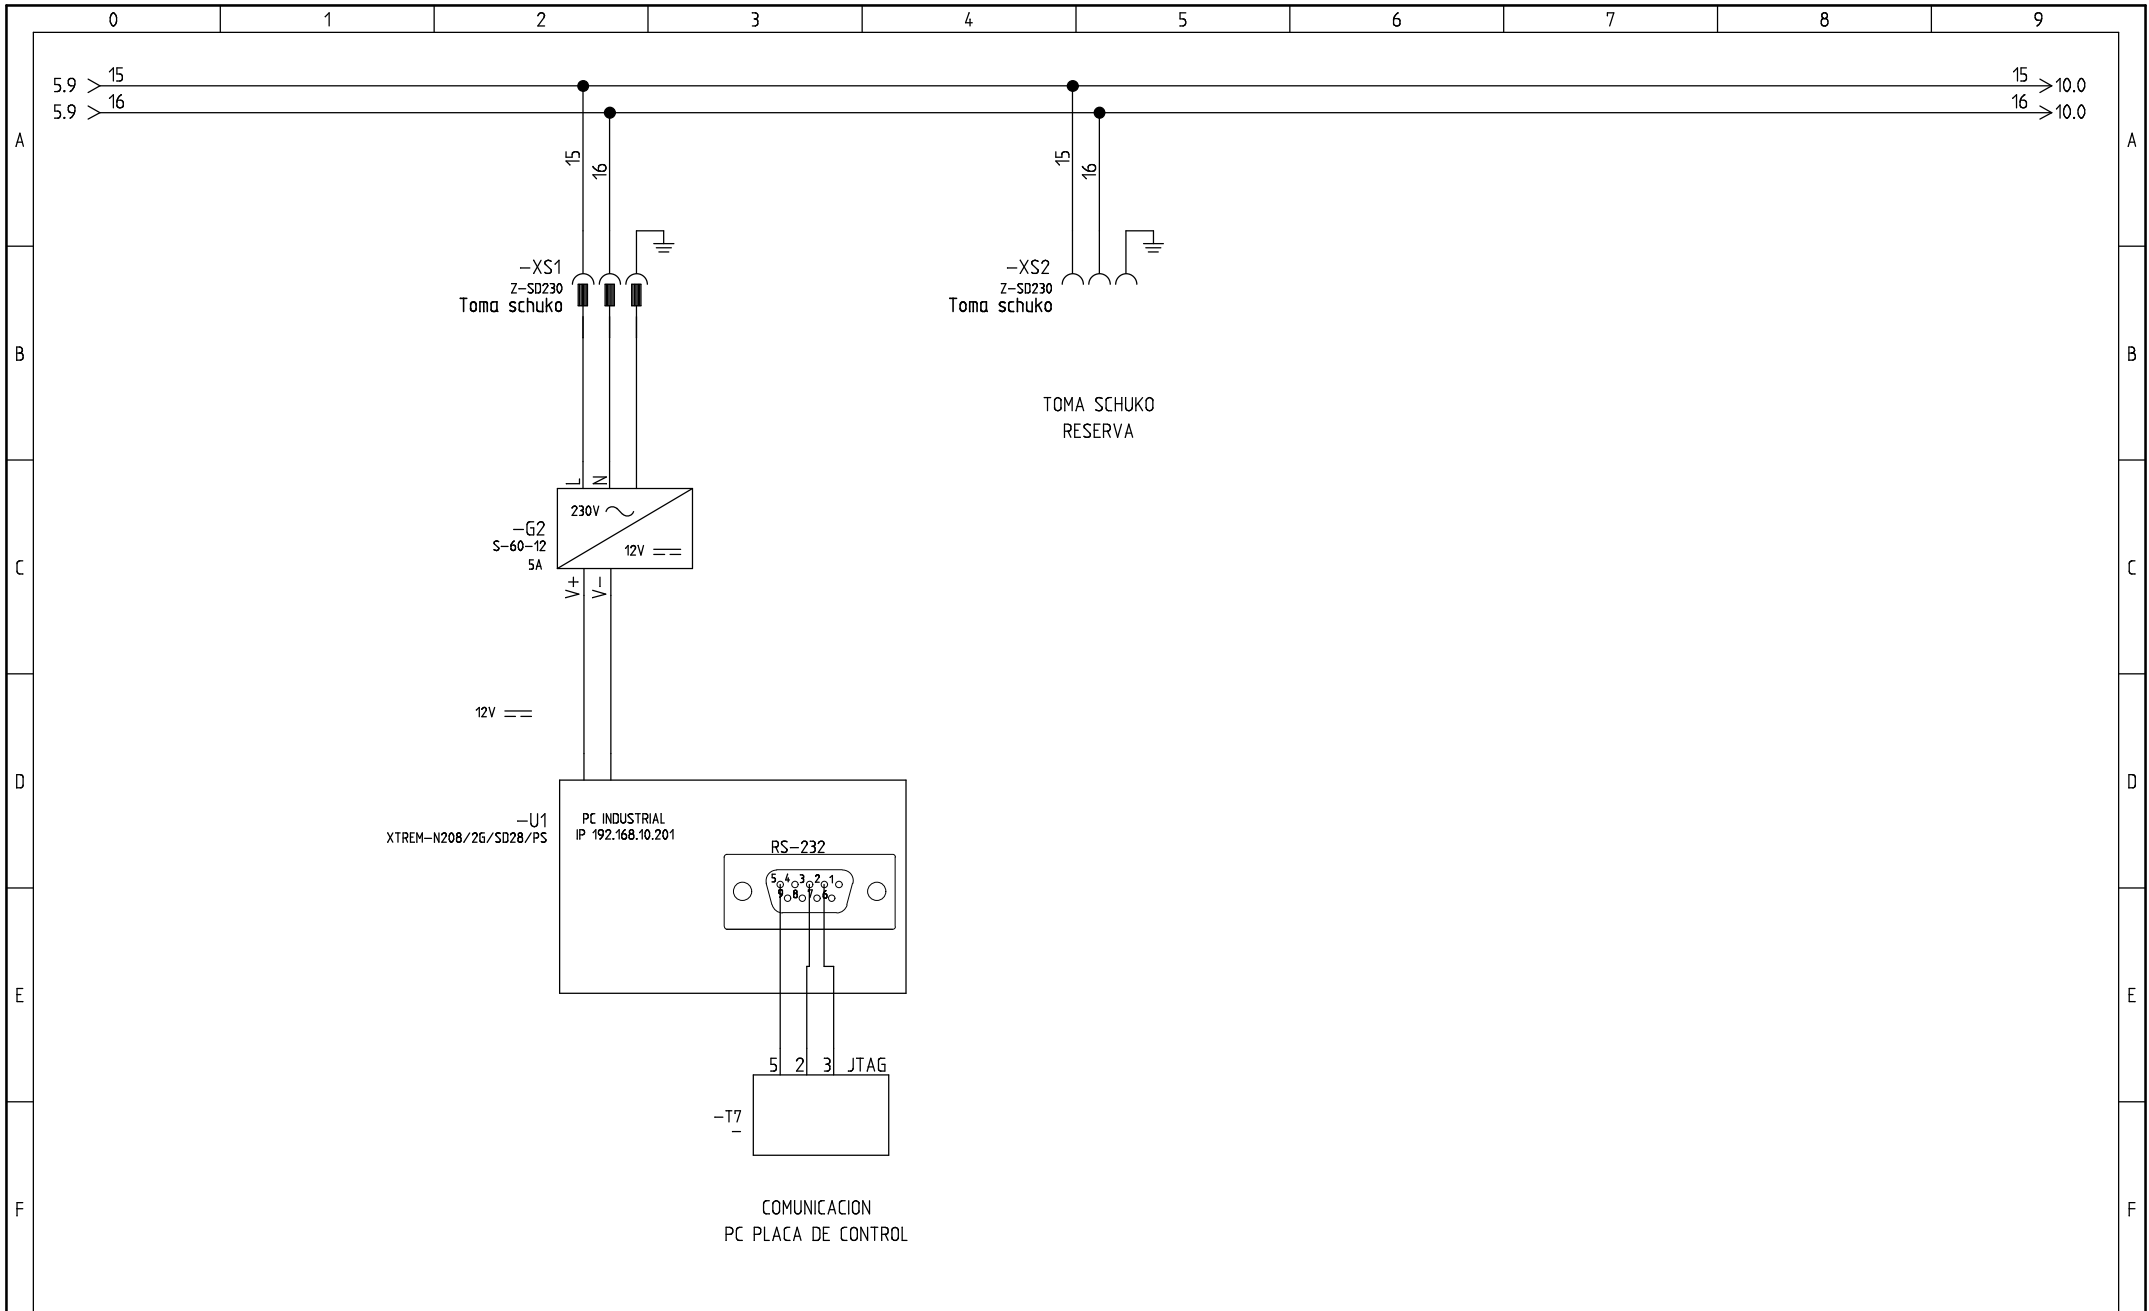 0 1 2 3 4 5 6 7 8 9
5.9 15 15 10.0
5.9 16 16 10.0
A A
15 16 15 16
-XS1 -XS2
Z-SD230 Z-SD230
Toma schuko Toma schuko
B B
TOMA SCHUKO
RESERVA
L N
230V
-G2
S-60-12 12V
5A
C C
V+ V-
12V
D D
-U1 PC INDUSTRIAL
XTREM-N208/2G/SD28/PS IP 192.168.10.201
RS-232
5 4 3 2 1
9 8 7 6
E E
5 2 3 JTAG
-T7
-
F F
COMUNICACION
PC PLACA DE CONTROL